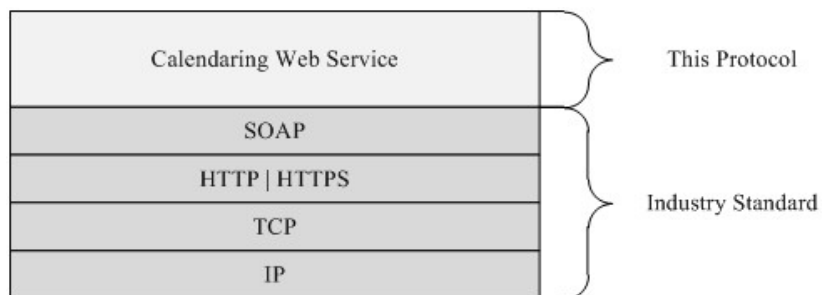 Calendaring Web Service
This Protocol
SOAP
HTTP | HTTPS
Industry Standard
TCP
IP